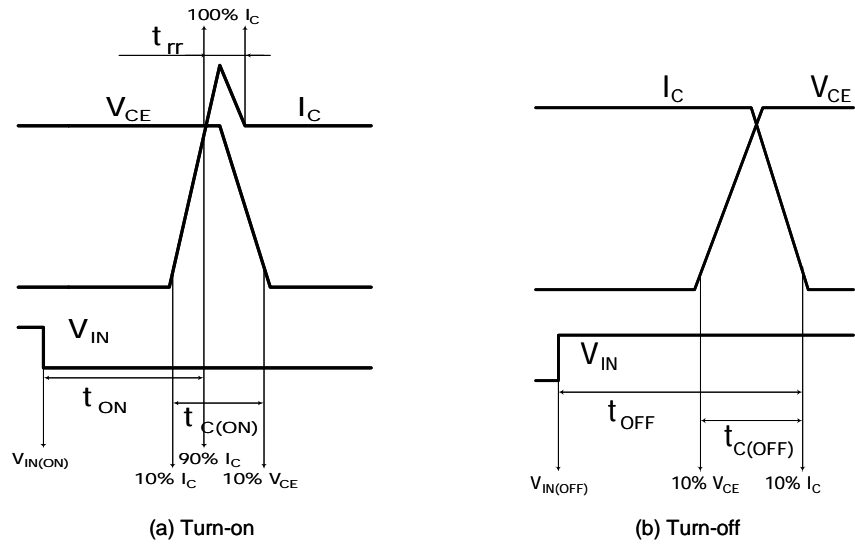 100% I_C
t_rr
V_CE
I_C
V_IN
t_ON
t_C(ON)
V_IN(ON)
90% I_C
10% I_C
10% V_CE
(a) Turn-on
I_C
V_CE
V_IN
t_OFF
t_C(OFF)
V_IN(OFF)
10% V_CE
10% I_C
(b) Turn-off